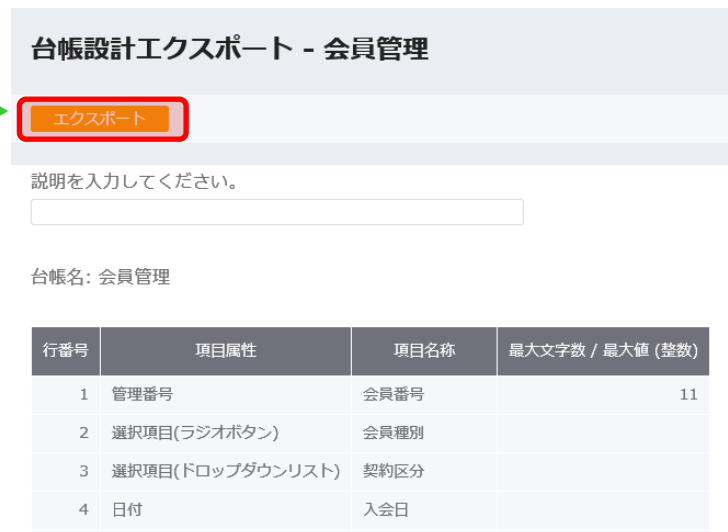 台帳設計エクスポート - 会員管理
エクスポート
説明を入力してください。
台帳名: 会員管理
行番号 項目属性 項目名称 最大文字数 / 最大値 (整数)
1 管理番号 会員番号 11
2 選択項目(ラジオボタン) 会員種別
3 選択項目(ドロップダウンリスト) 契約区分
4 日付 入会日